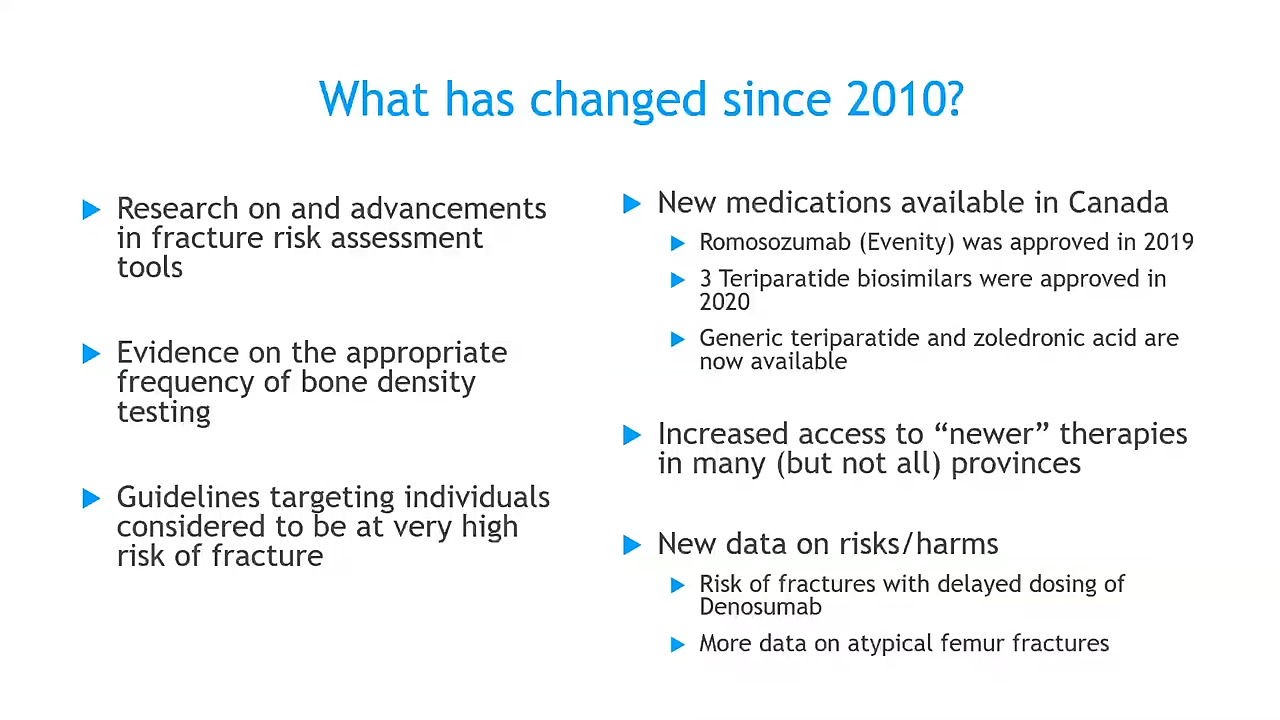 What has changed since 2010?
Research on and advancements
in fracture risk assessment
tools
Evidence on the appropriate
frequency of bone density
testing
Guidelines targeting individuals
considered to be at very high
risk of fracture
New medications available in Canada
Romosozumab (Evenity) was approved in 2019
3 Teriparatide biosimilars were approved in
2020
Generic teriparatide and zoledronic acid are
now available
Increased access to “newer” therapies
in many (but not all) provinces
New data on risks/harms
Risk of fractures with delayed dosing of
Denosumab
More data on atypical femur fractures